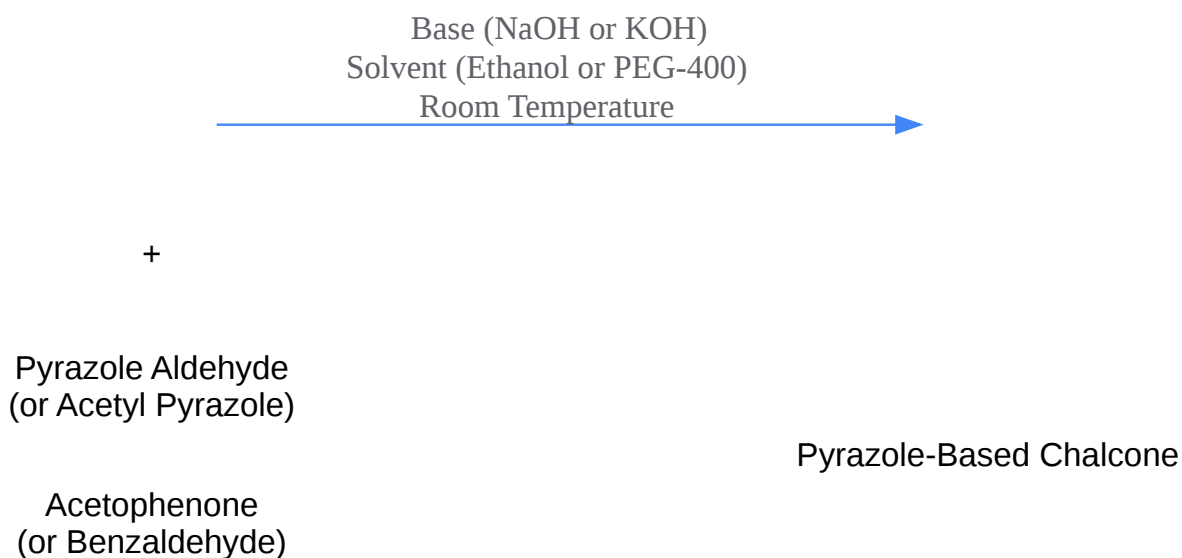 Base (NaOH or KOH)
Solvent (Ethanol or PEG-400)
Room Temperature
+
Pyrazole Aldehyde
(or Acetyl Pyrazole)
Pyrazole-Based Chalcone
Acetophenone
(or Benzaldehyde)